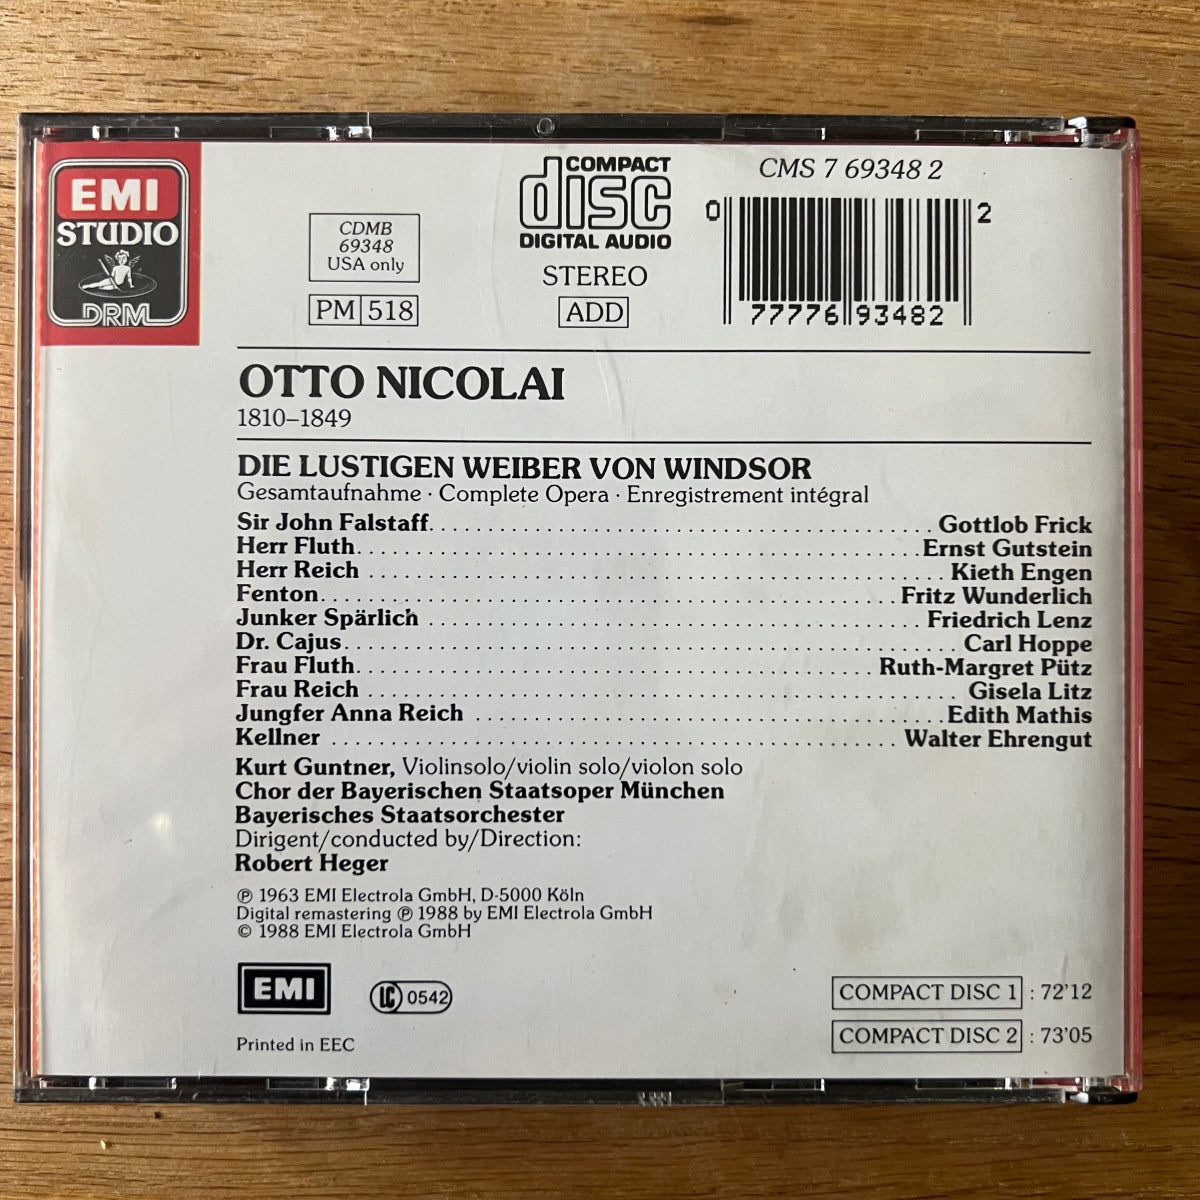 EMI
STUDIO
DRM
CDMB
69348
USA only
PM 518
COMPACT
disc
DIGITAL AUDIO
STEREO
ADD
CMS 7 69348 2
0 77776 93482 2
OTTO NICOLAI
1810–1849
DIE LUSTIGEN WEIBER VON WINDSOR
Gesamtaufnahme · Complete Opera · Enregistrement intégral
Sir John Falstaff Gottlob Frick
Herr Fluth Ernst Gutstein
Herr Reich Kieth Engen
Fenton Fritz Wunderlich
Junker Spärlich Friedrich Lenz
Dr. Cajus Carl Hoppe
Frau Fluth Ruth-Margret Pütz
Frau Reich Gisela Litz
Jungfer Anna Reich Edith Mathis
Kellner Walter Ehrengut
Kurt Guntner, Violinsolo/violin solo/violon solo
Chor der Bayerischen Staatsoper München
Bayerisches Staatsorchester
Dirigent/conducted by/Direction:
Robert Heger
℗ 1963 EMI Electrola GmbH, D-5000 Köln
Digital remastering ℗ 1988 by EMI Electrola GmbH
© 1988 EMI Electrola GmbH
EMI
LC 0542
Printed in EEC
COMPACT DISC 1 : 72'12
COMPACT DISC 2 : 73'05